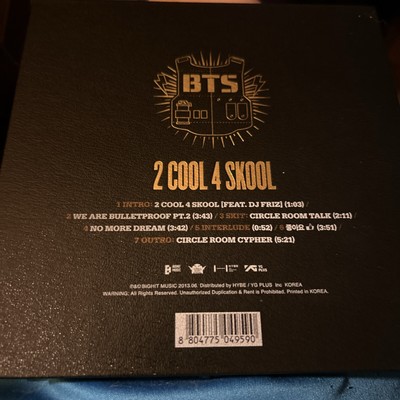 BTS
2 COOL 4 SKOOL
1 INTRO: 2 COOL 4 SKOOL [FEAT. DJ FRIZ] (1:03) /
2 WE ARE BULLETPROOF PT.2 (3:43) / 3 SKIT: CIRCLE ROOM TALK (2:11) /
4 NO MORE DREAM (3:42) / 5 INTERLUDE (0:52) / 6 좋아요 👍 (3:51) /
7 OUTRO: CIRCLE ROOM CYPHER (5:21)
YG PLUS
℗&© BIGHIT MUSIC 2013.06. Distributed by HYBE / YG PLUS Inc KOREA
WARNING: All Rights Reserved. Unauthorized Duplication & Rent is Prohibited. Printed in KOREA.
8 804775 049590